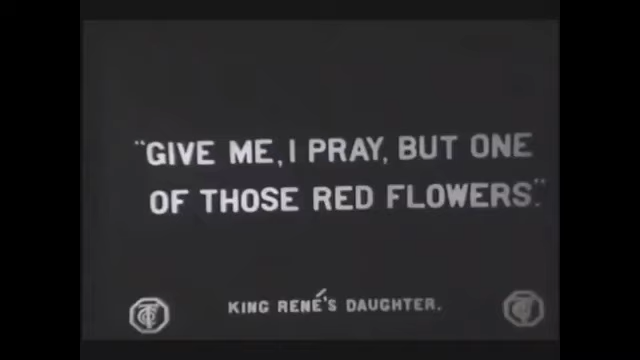 "GIVE ME, I PRAY, BUT ONE
OF THOSE RED FLOWERS."
KING RENÉ'S DAUGHTER.